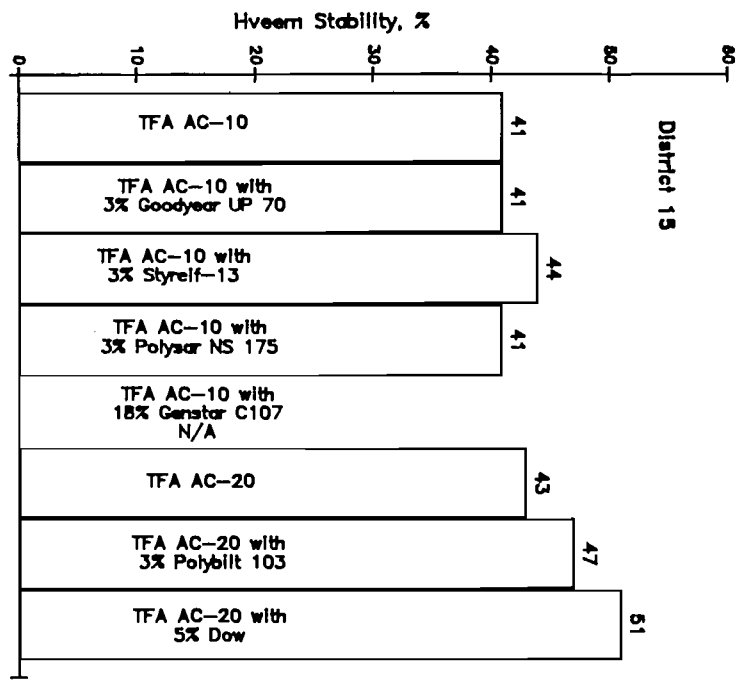 Hveem Stability, %
0
10
20
30
40
50
60
District 15
TFA AC-10
41
TFA AC-10 with
3% Goodyear UP 70
41
TFA AC-10 with
3% Styrelf-13
44
TFA AC-10 with
3% Polysar NS 175
41
TFA AC-10 with
18% Genstar C107
N/A
TFA AC-20
43
TFA AC-20 with
3% Polybilt 103
47
TFA AC-20 with
5% Dow
51